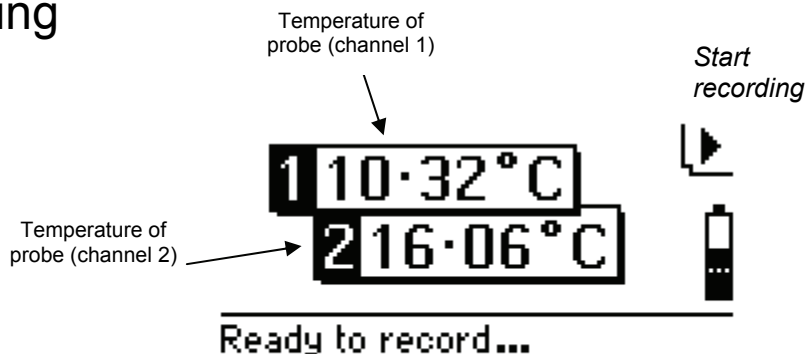 Temperature of
probe (channel 1)
Start
recording
1 10·32°C
Temperature of
probe (channel 2)
2 16·06°C
Ready to record...